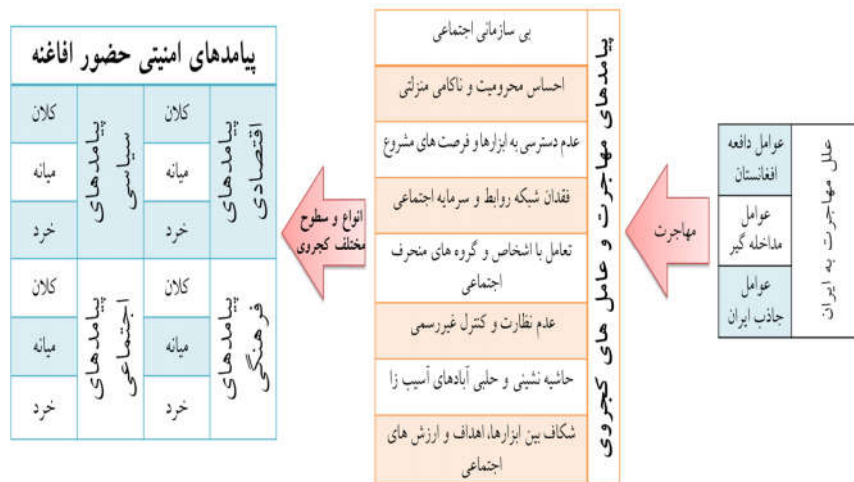 علل مهاجرت به ایران
عوامل دافعه
افغانستان
عوامل
مداخله گیر
عوامل
جاذب ایران
مهاجرت
پیامدهای مهاجرت و عامل های کجروی
بی سازمانی اجتماعی
احساس محرومیت و ناکامی منزلتی
عدم دسترسی به ابزارها و فرصت های مشروع
فقدان شبکه روابط و سرمایه اجتماعی
تعامل با اشخاص و گروه های منحرف
اجتماعی
عدم نظارت و کنترل غیررسمی
حاشیه نشینی و حلبی آبادهای آسیب زا
شکاف بین ابزارها، اهداف و ارزش های
اجتماعی
انواع و سطوح
مختلف کجروی
پیامدهای امنیتی حضور افاغنه
پیامدهای
اقتصادی
کلان
میانه
خرد
پیامدهای
سیاسی
کلان
میانه
خرد
پیامدهای
فرهنگی
کلان
میانه
خرد
پیامدهای
اجتماعی
کلان
میانه
خرد